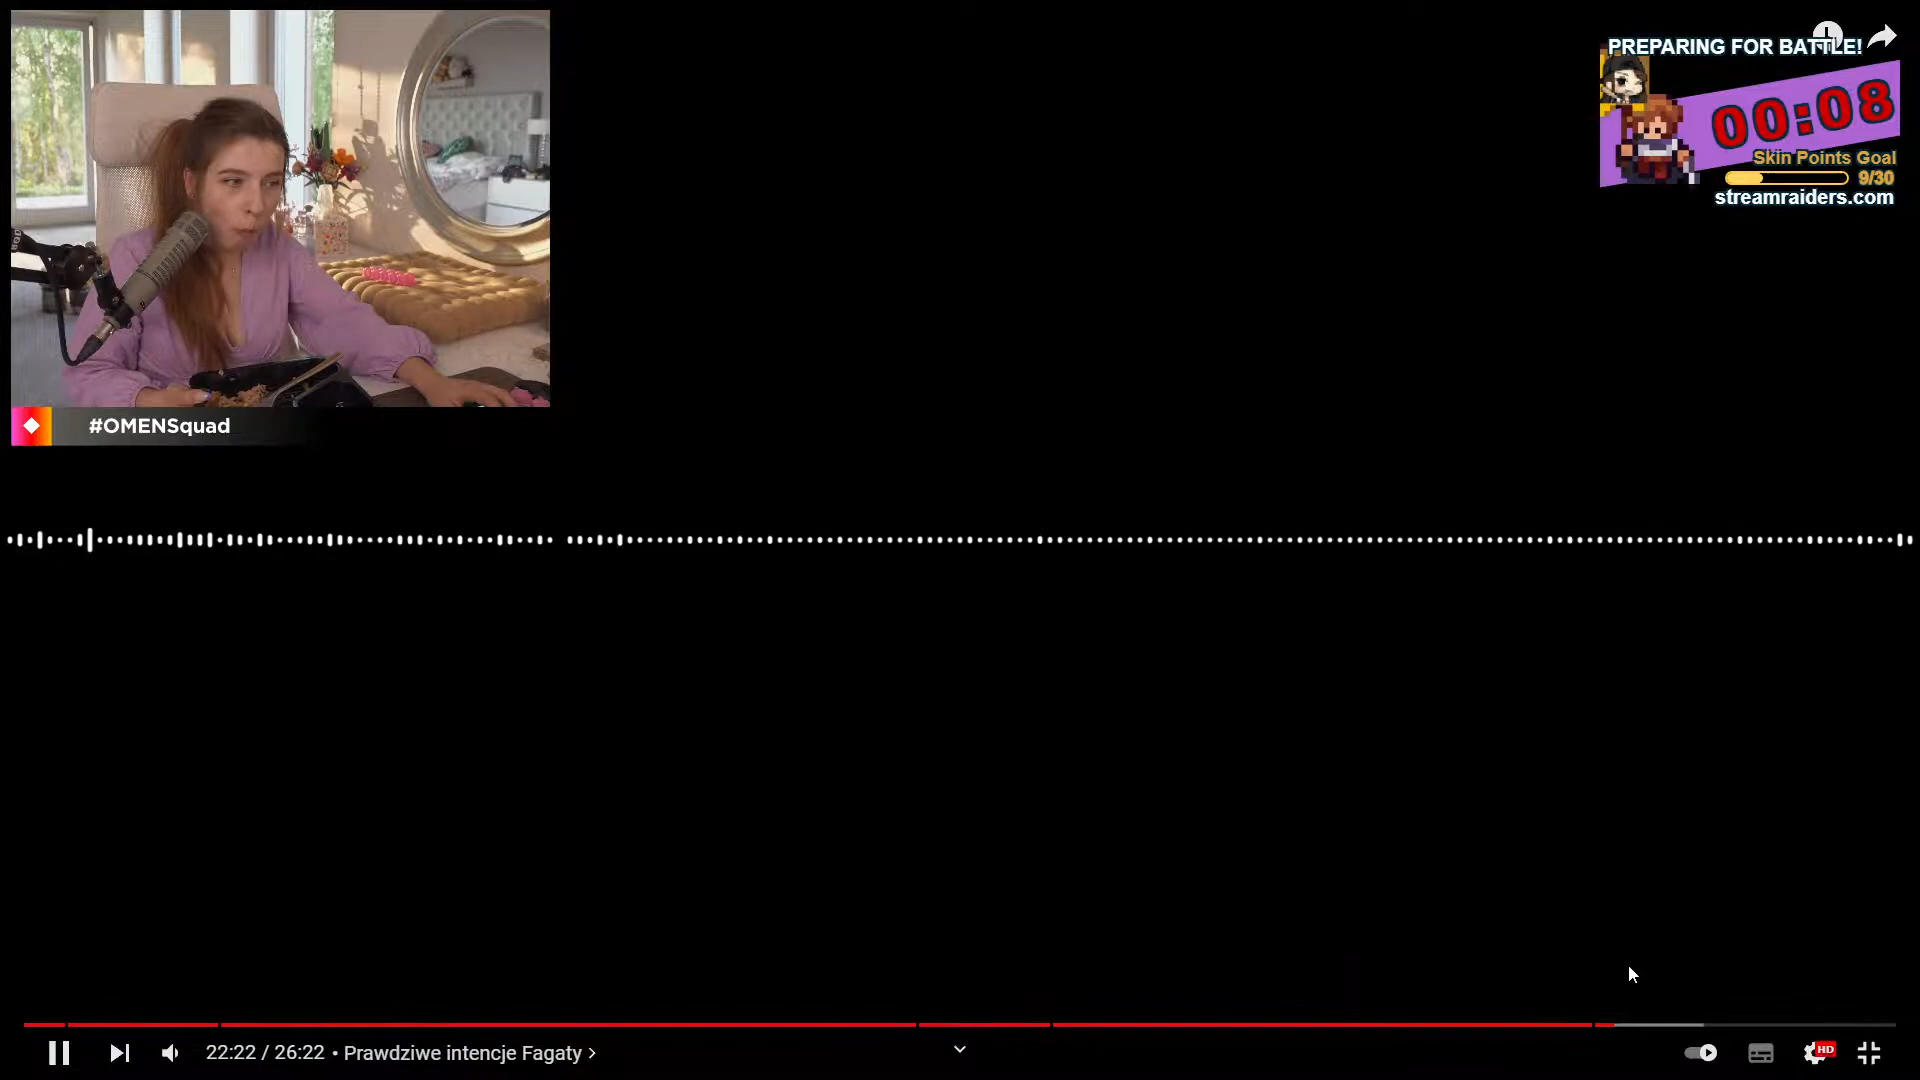 PREPARING FOR BATTLE!
00:08
Skin Points Goal
9/30
streamraiders.com
#OMENSquad
22:22 / 26:22 • Prawdziwe intencje Fagaty
HD